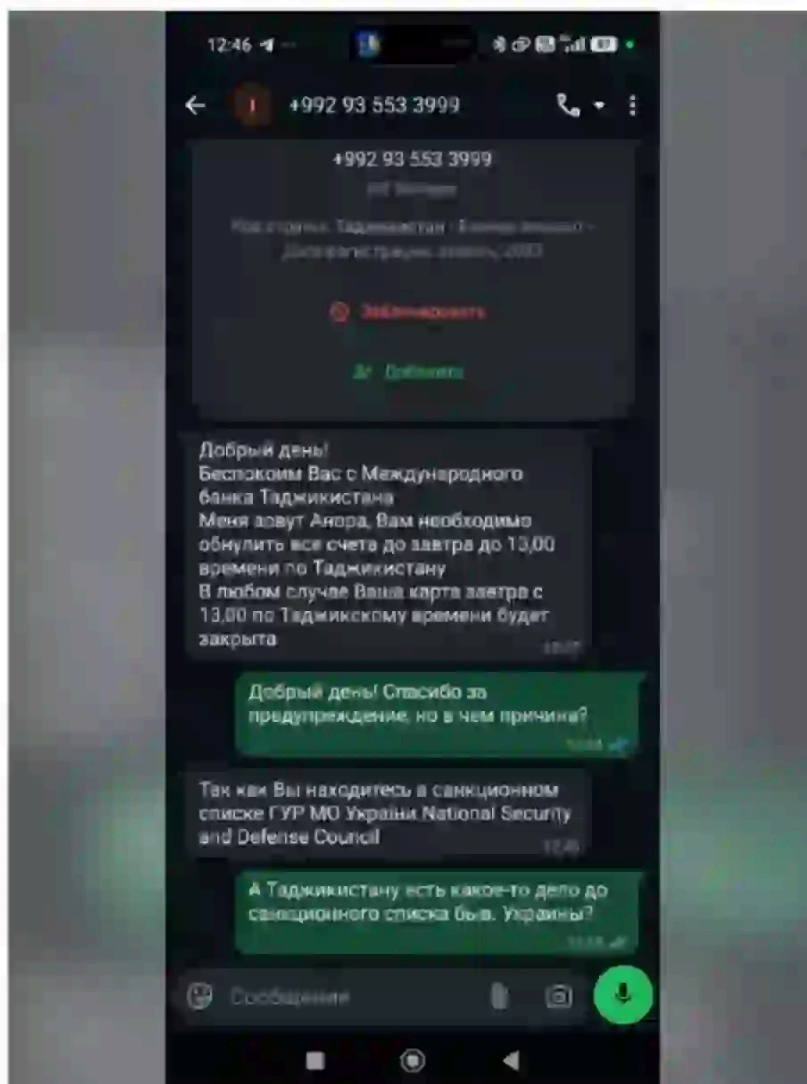 12:46
+992 93 553 3999
+992 93 553 3999
Заблокировать
Добавить
Добрый день!
Беспокоим Вас с Международного
банка Таджикистана
Меня зовут Анора, Вам необходимо
обнулить все счета до завтра до 13,00
времени по Таджикистану
В любом случае Ваша карта завтра с
13,00 по Таджикскому времени будет
закрыта
Добрый день! Спасибо за
предупреждение, но в чем причина?
Так как Вы находитесь в санкционном
списке ГУР МО України National Security
and Defense Council
А Таджикистану есть какое-то дело до
санкционного списка быв. Украины?
Сообщение